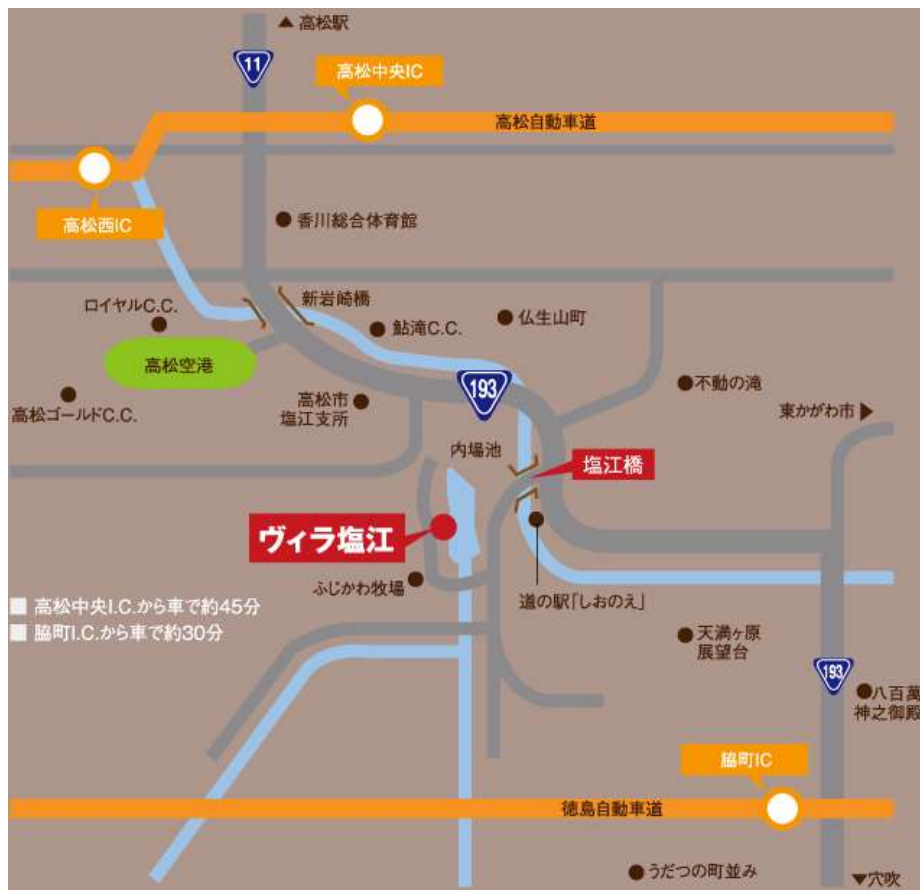 ▲高松駅
11
高松中央IC
高松自動車道
高松西IC
香川総合体育館
新岩崎橋
ロイヤルC.C.
鮎滝C.C.
仏生山町
高松空港
193
不動の滝
高松ゴールドC.C.
高松市
塩江支所
東かがわ市▶
内場池
塩江橋
ヴィラ塩江
ふじかわ牧場
道の駅「しおのえ」
■ 高松中央I.C.から車で約45分
■ 脇町I.C.から車で約30分
天満ヶ原
展望台
193
八百萬
神之御殿
脇町IC
徳島自動車道
うだつの町並み
▼穴吹